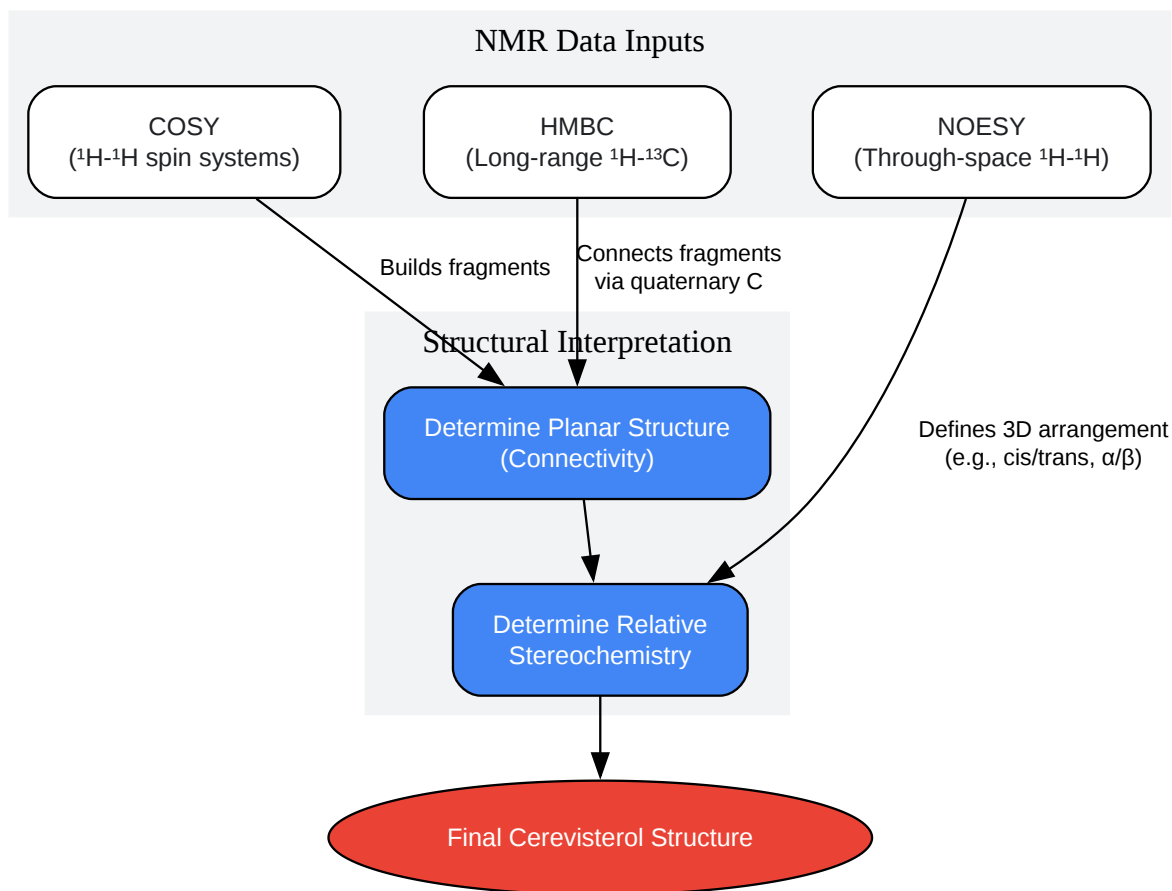 NMR Data Inputs
COSY
(¹H-¹H spin systems)
HMBC
(Long-range ¹H-¹³C)
NOESY
(Through-space ¹H-¹H)
Builds fragments
Connects fragments
via quaternary C
Structural Interpretation
Determine Planar Structure
(Connectivity)
Defines 3D arrangement
(e.g., cis/trans, α/β)
Determine Relative
Stereochemistry
Final Cerevisterol Structure